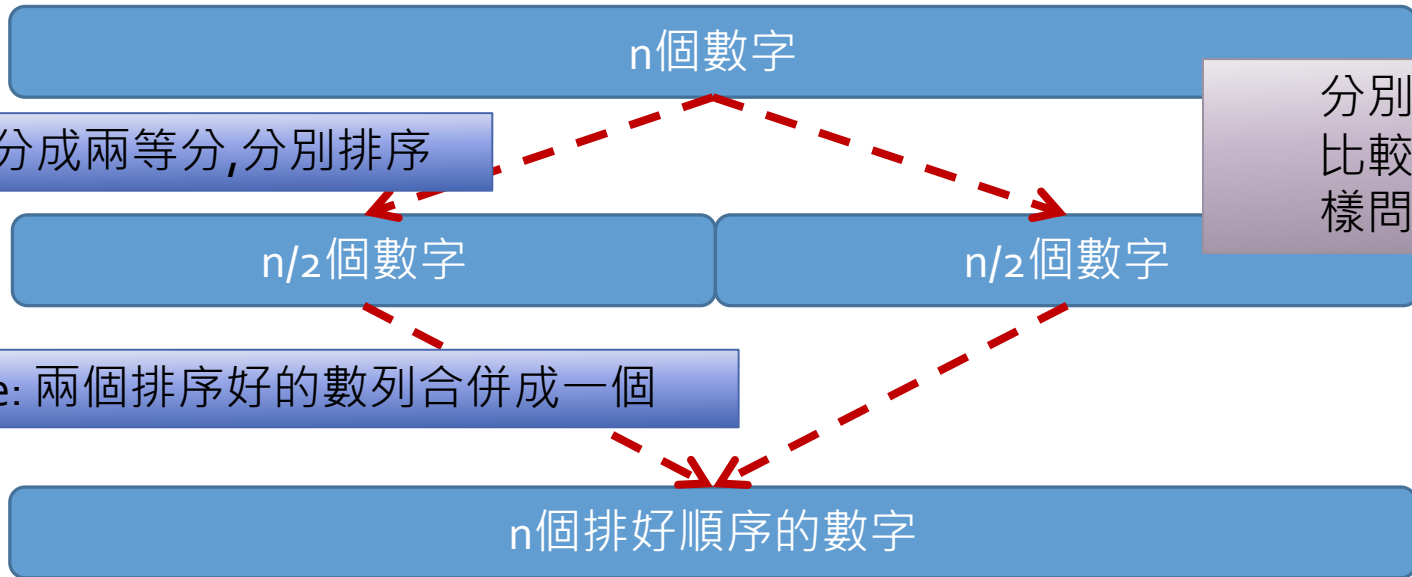 n個數字
分別
比較
樣問
分成兩等分,分別排序
n/2個數字
n/2個數字
e: 兩個排序好的數列合併成一個
n個排好順序的數字